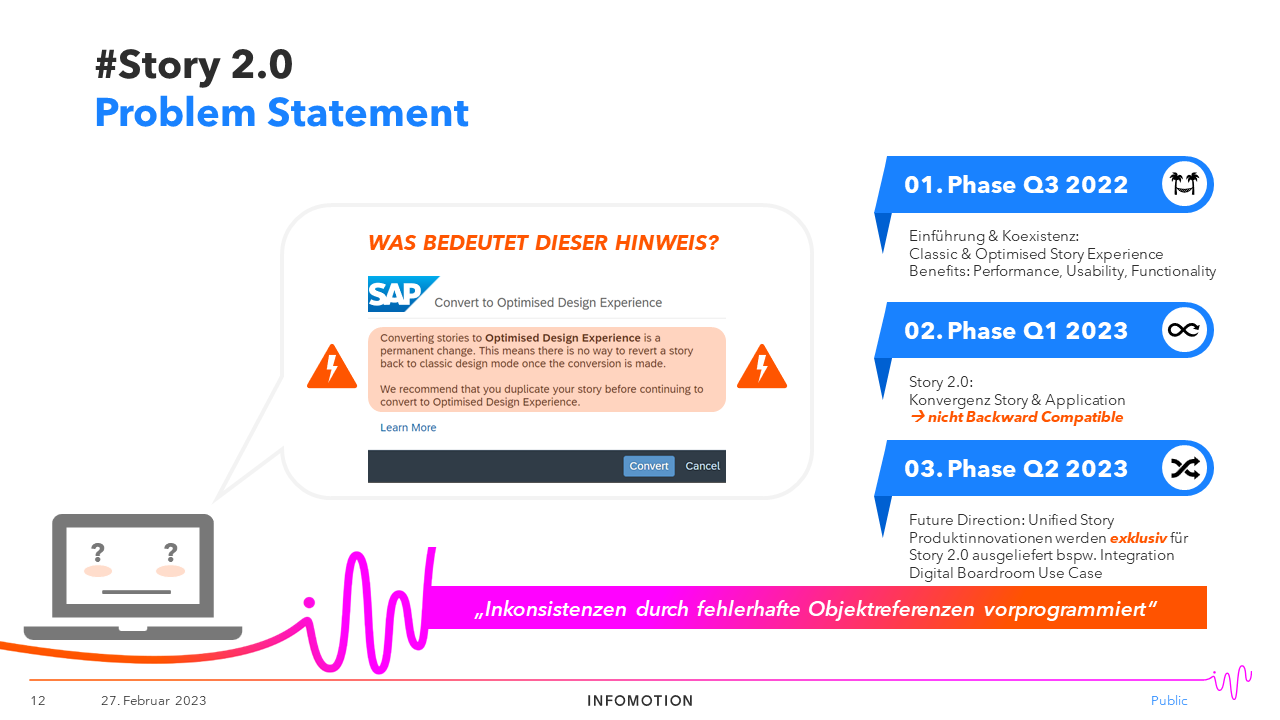 #Story 2.0
Problem Statement
WAS BEDEUTET DIESER HINWEIS?
SAP
Convert to Optimised Design Experience
Converting stories to Optimised Design Experience is a
permanent change. This means there is no way to revert a story
back to classic design mode once the conversion is made.
We recommend that you duplicate your story before continuing to
convert to Optimised Design Experience.
Learn More
Convert Cancel
? ?
01. Phase Q3 2022
Einführung & Koexistenz:
Classic & Optimised Story Experience
Benefits: Performance, Usability, Functionality
02. Phase Q1 2023
Story 2.0:
Konvergenz Story & Application
→ nicht Backward Compatible
03. Phase Q2 2023
Future Direction: Unified Story
Produktinnovationen werden exklusiv für
Story 2.0 ausgeliefert bspw. Integration
Digital Boardroom Use Case
„Inkonsistenzen durch fehlerhafte Objektreferenzen vorprogrammiert“
12 27. Februar 2023 INFOMOTION Public